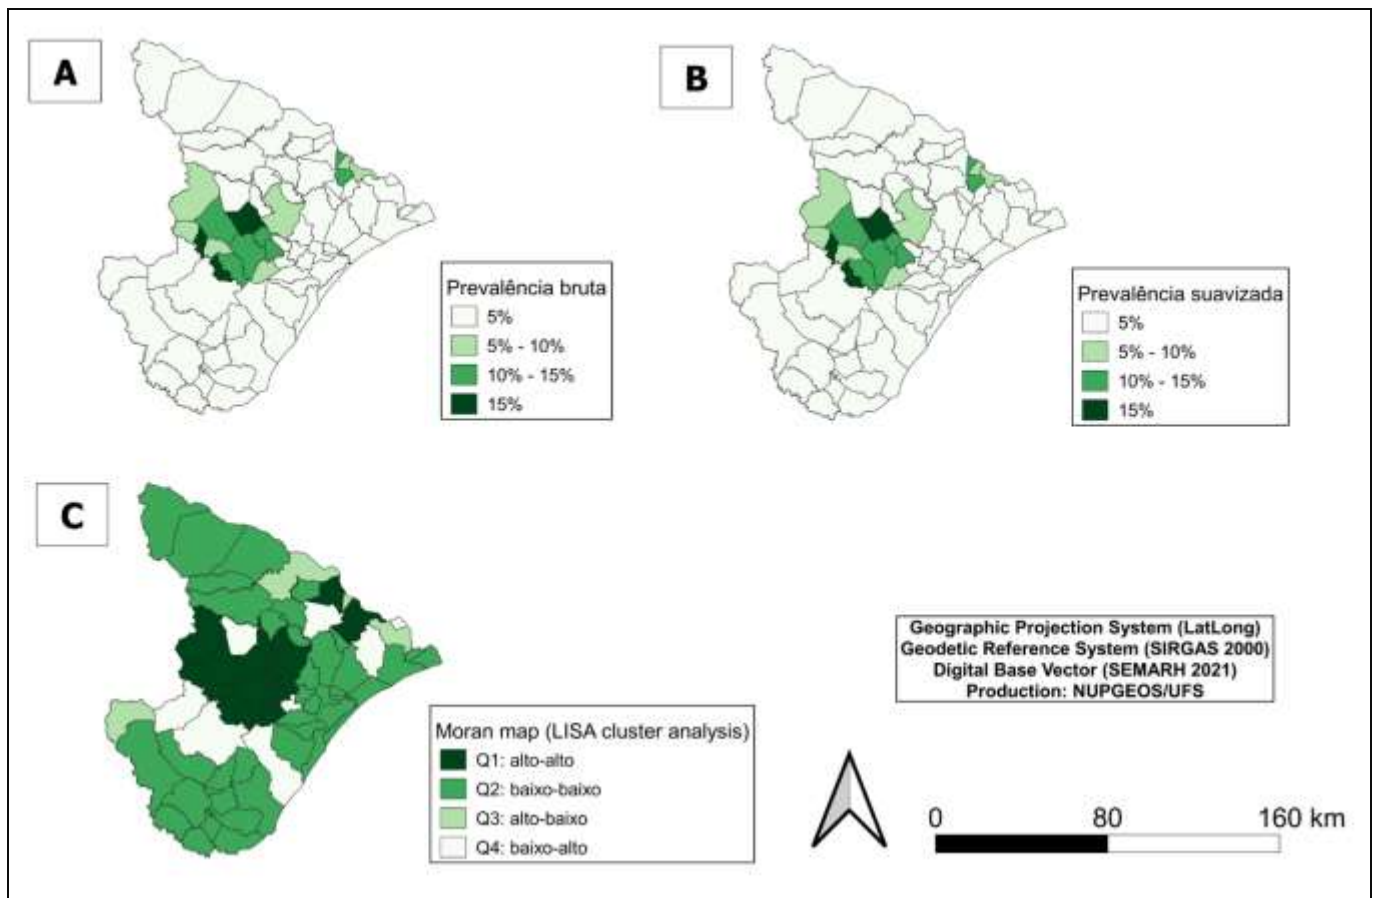 A
B
Prevalência bruta
5%
5% - 10%
10% - 15%
15%
Prevalência suavizada
5%
5% - 10%
10% - 15%
15%
C
Moran map (LISA cluster analysis)
Q1: alto-alto
Q2: baixo-baixo
Q3: alto-baixo
Q4: baixo-alto
Geographic Projection System (LatLong)
Geodetic Reference System (SIRGAS 2000)
Digital Base Vector (SEMARH 2021)
Production: NUPGEOS/UFS
0 80 160 km